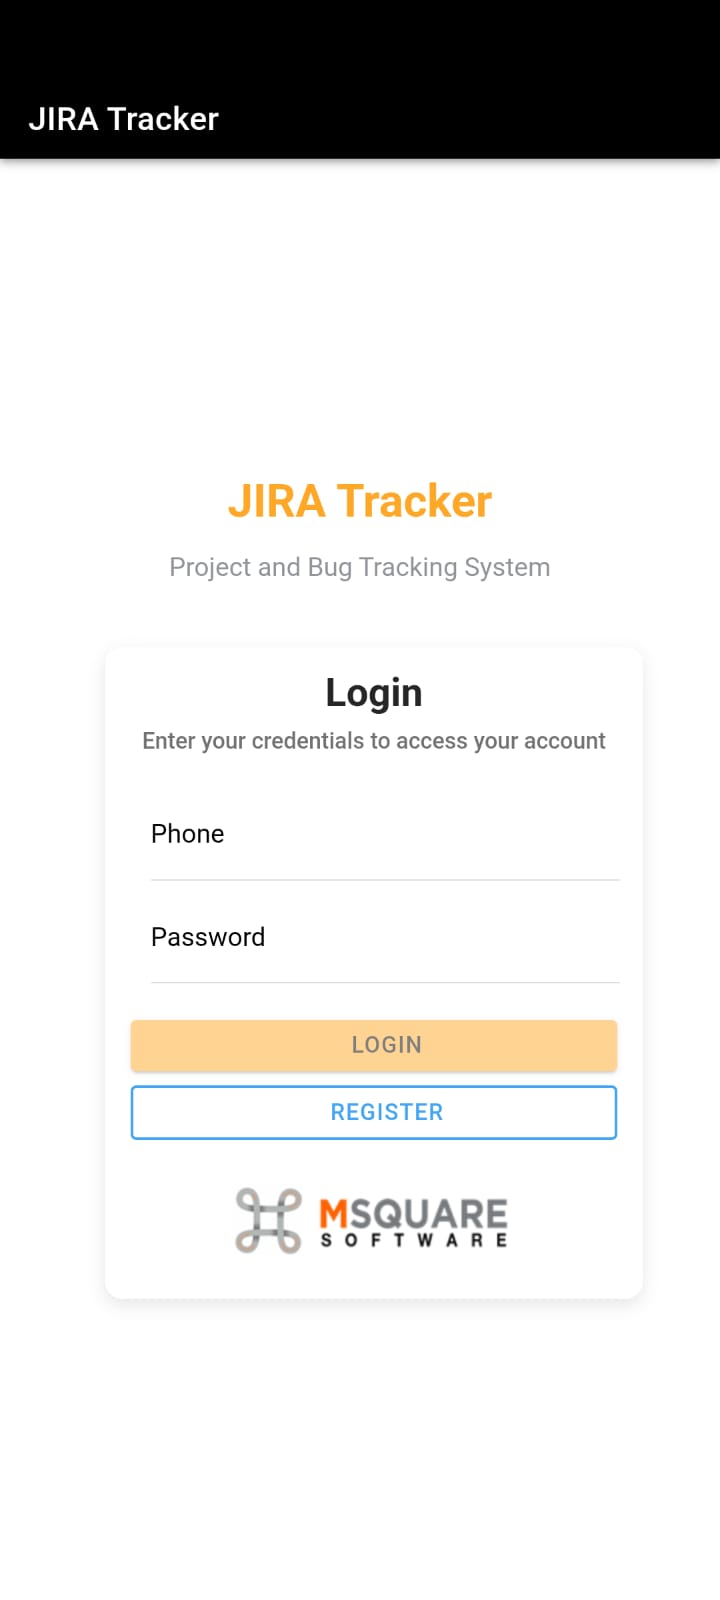 JIRA Tracker
JIRA Tracker
Project and Bug Tracking System
Login
Enter your credentials to access your account
Phone
Password
LOGIN
REGISTER
MSQUARE
SOFTWARE